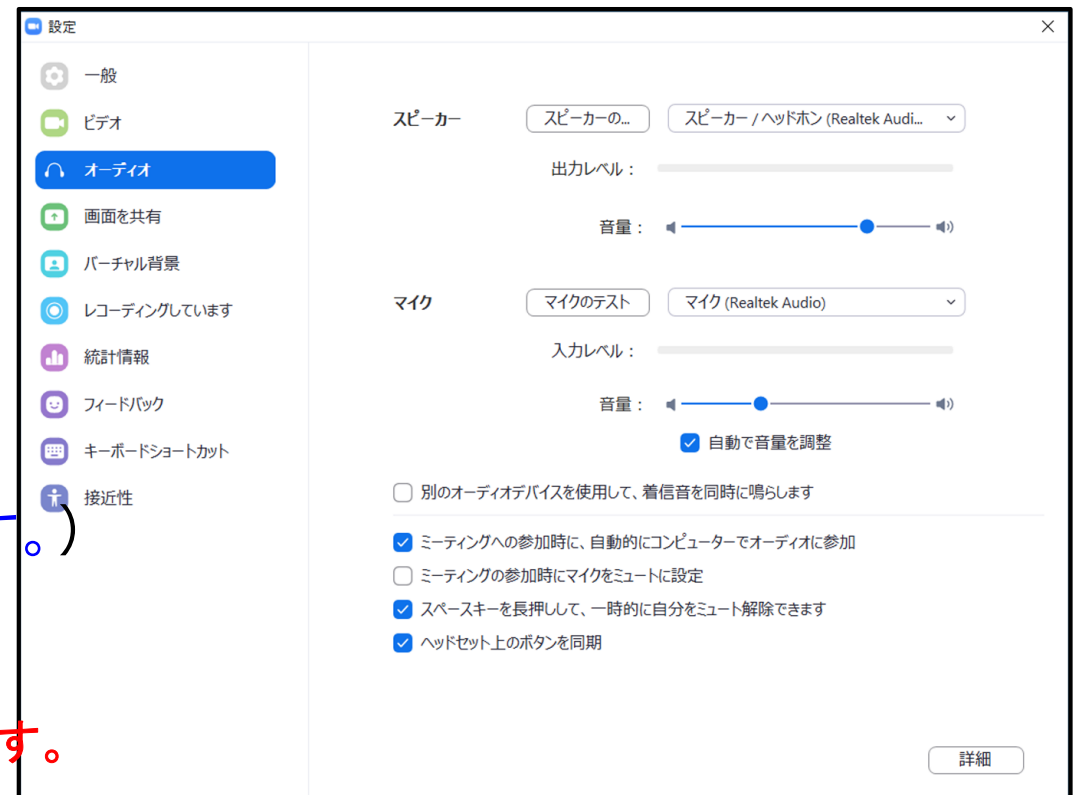 設定
一般
ビデオ
オーディオ
画面を共有
バーチャル背景
レコーディングしています
統計情報
フィードバック
キーボードショートカット
接近性
。)
す。
スピーカー スピーカーの... スピーカー / ヘッドホン (Realtek Audi...
出力レベル：
音量：
マイク マイクのテスト マイク (Realtek Audio)
入力レベル：
音量：
自動で音量を調整
別のオーディオデバイスを使用して、着信音を同時に鳴らします
ミーティングへの参加時に、自動的にコンピューターでオーディオに参加
ミーティングの参加時にマイクをミュートに設定
スペースキーを長押しして、一時的に自分をミュート解除できます
ヘッドセット上のボタンを同期
詳細